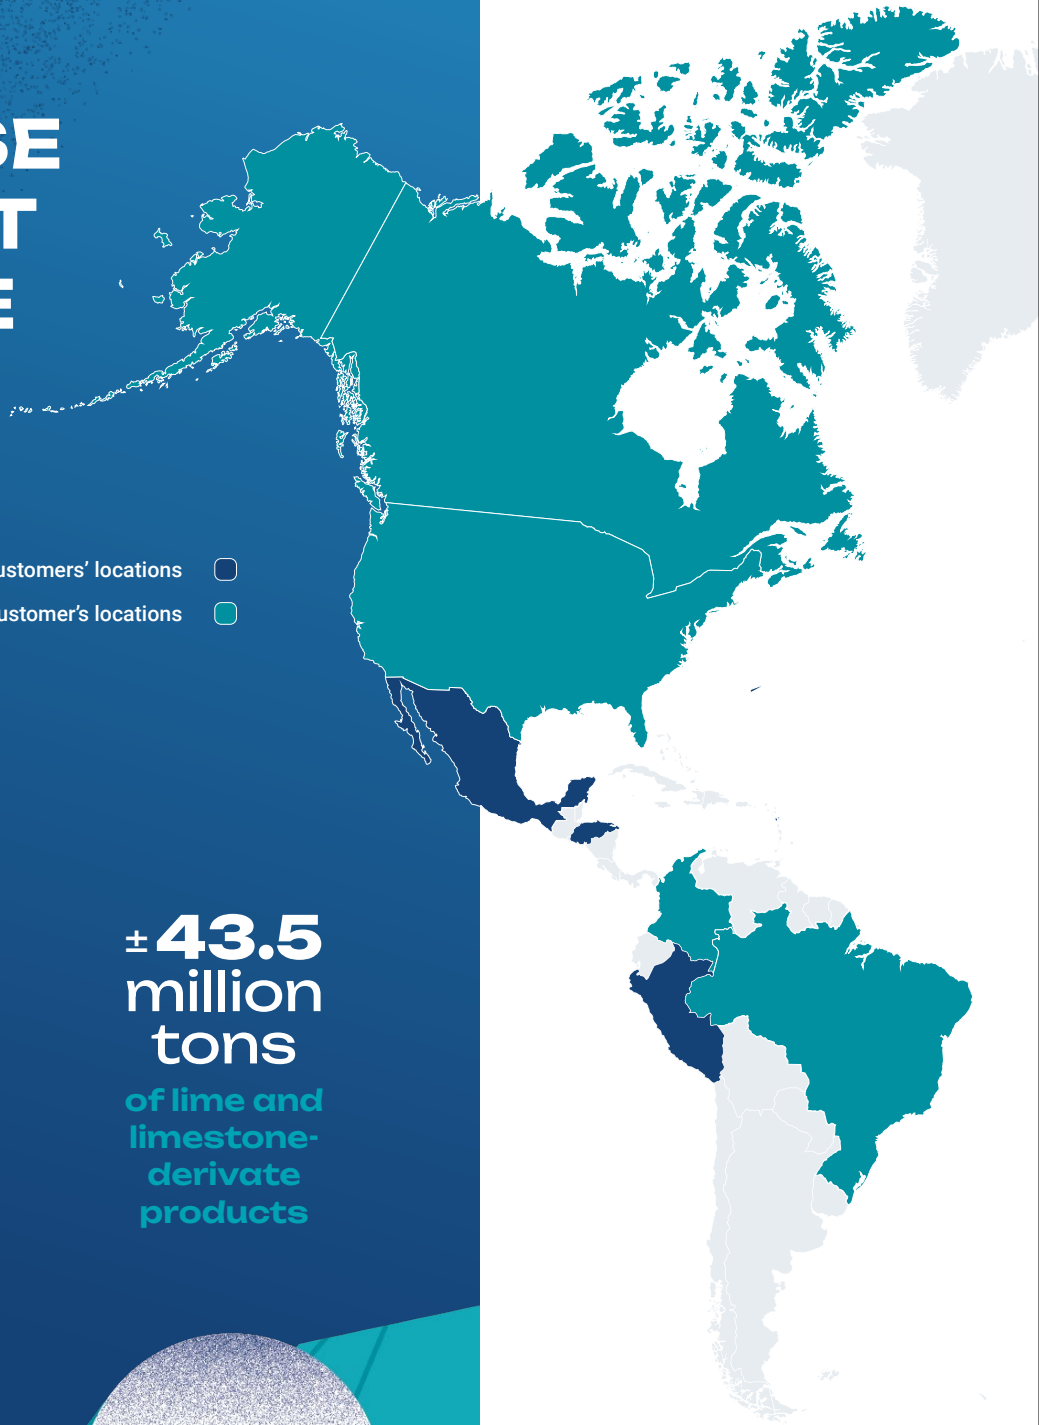 SE
T
E
ustomers’ locations
ustomer’s locations
±43.5
million
tons
of lime and
limestone-
derivate
products